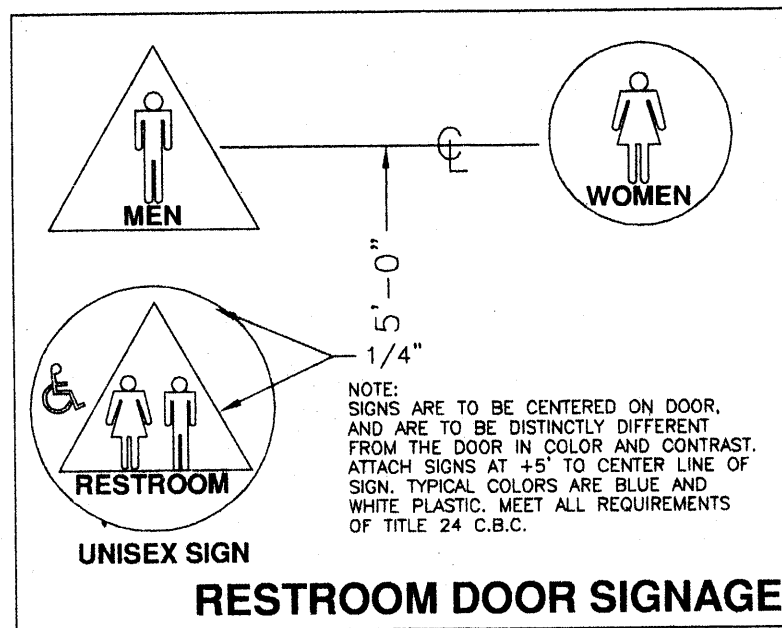 MEN
℄
WOMEN
5'-0"
1/4"
RESTROOM
UNISEX SIGN
NOTE:
SIGNS ARE TO BE CENTERED ON DOOR,
AND ARE TO BE DISTINCTLY DIFFERENT
FROM THE DOOR IN COLOR AND CONTRAST.
ATTACH SIGNS AT +5' TO CENTER LINE OF
SIGN. TYPICAL COLORS ARE BLUE AND
WHITE PLASTIC. MEET ALL REQUIREMENTS
OF TITLE 24 C.B.C.
RESTROOM DOOR SIGNAGE